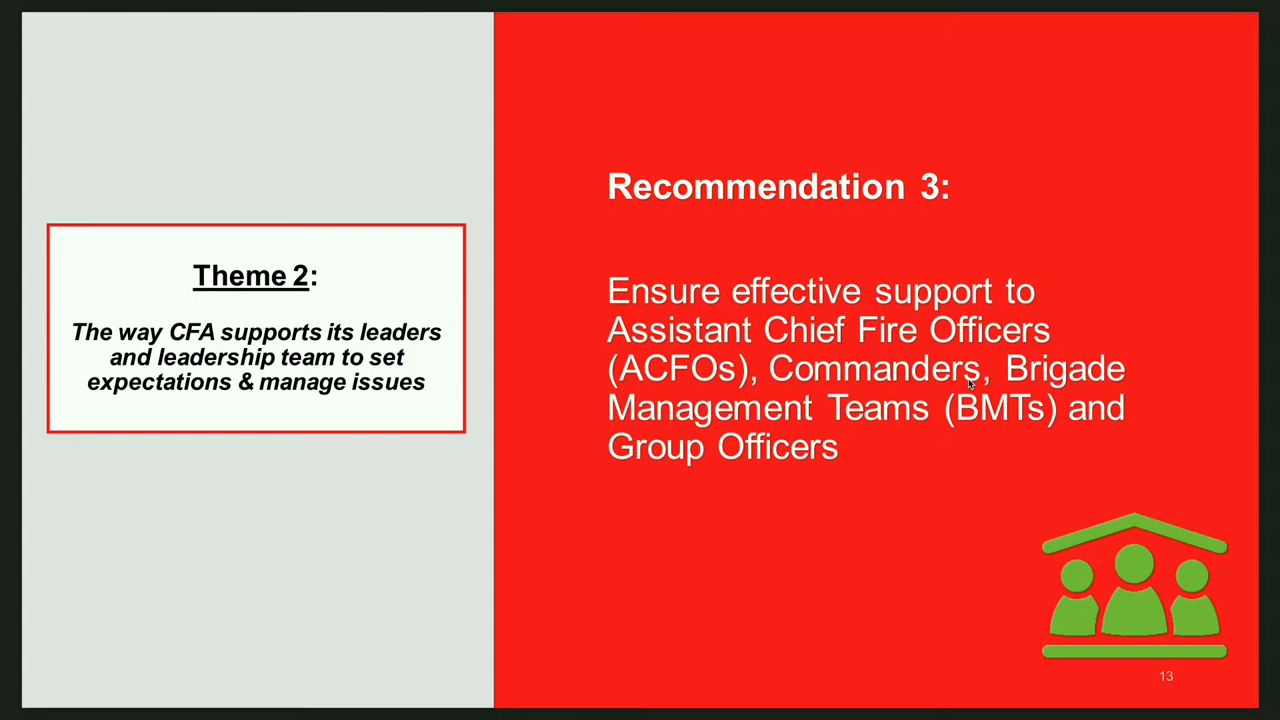 Theme 2:
The way CFA supports its leaders
and leadership team to set
expectations & manage issues
Recommendation 3:
Ensure effective support to
Assistant Chief Fire Officers
(ACFOs), Commanders, Brigade
Management Teams (BMTs) and
Group Officers
13